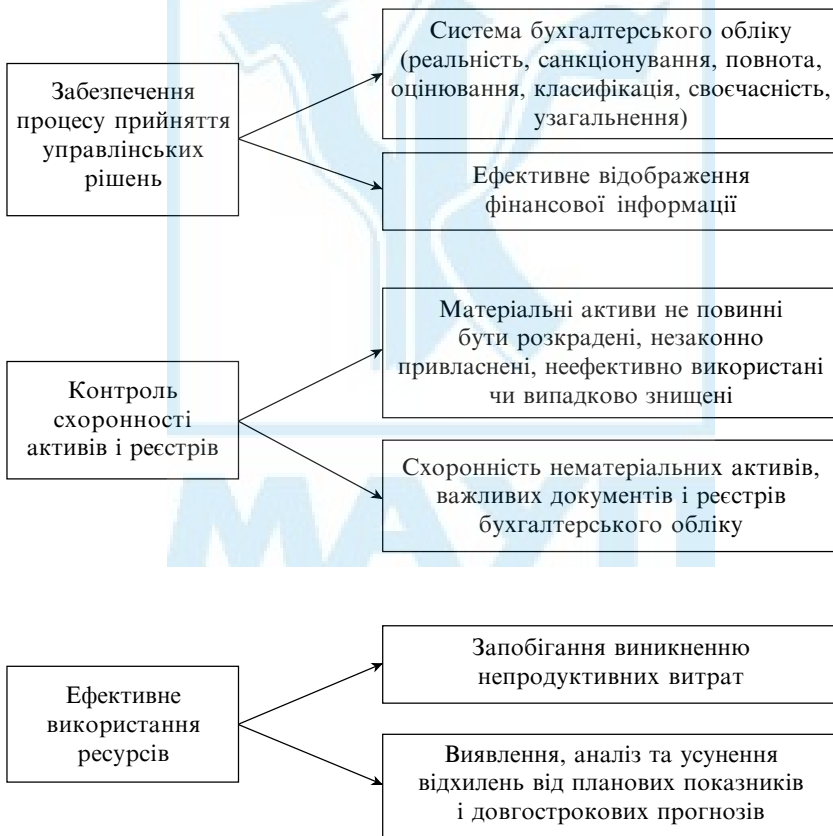 Забезпечення
процесу прийняття
управлінських
рішень
Система бухгалтерського обліку
(реальність, санкціонування, повнота,
оцінювання, класифікація, своєчасність,
узагальнення)
Ефективне відображення
фінансової інформації
Контроль
схоронності
активів і реєстрів
Матеріальні активи не повинні
бути розкрадені, незаконно
привласнені, неефективно використані
чи випадково знищені
Схоронність нематеріальних активів,
важливих документів і реєстрів
бухгалтерського обліку
МАУП
Ефективне
використання
ресурсів
Запобігання виникненню
непродуктивних витрат
Виявлення, аналіз та усунення
відхилень від планових показників
і довгострокових прогнозів